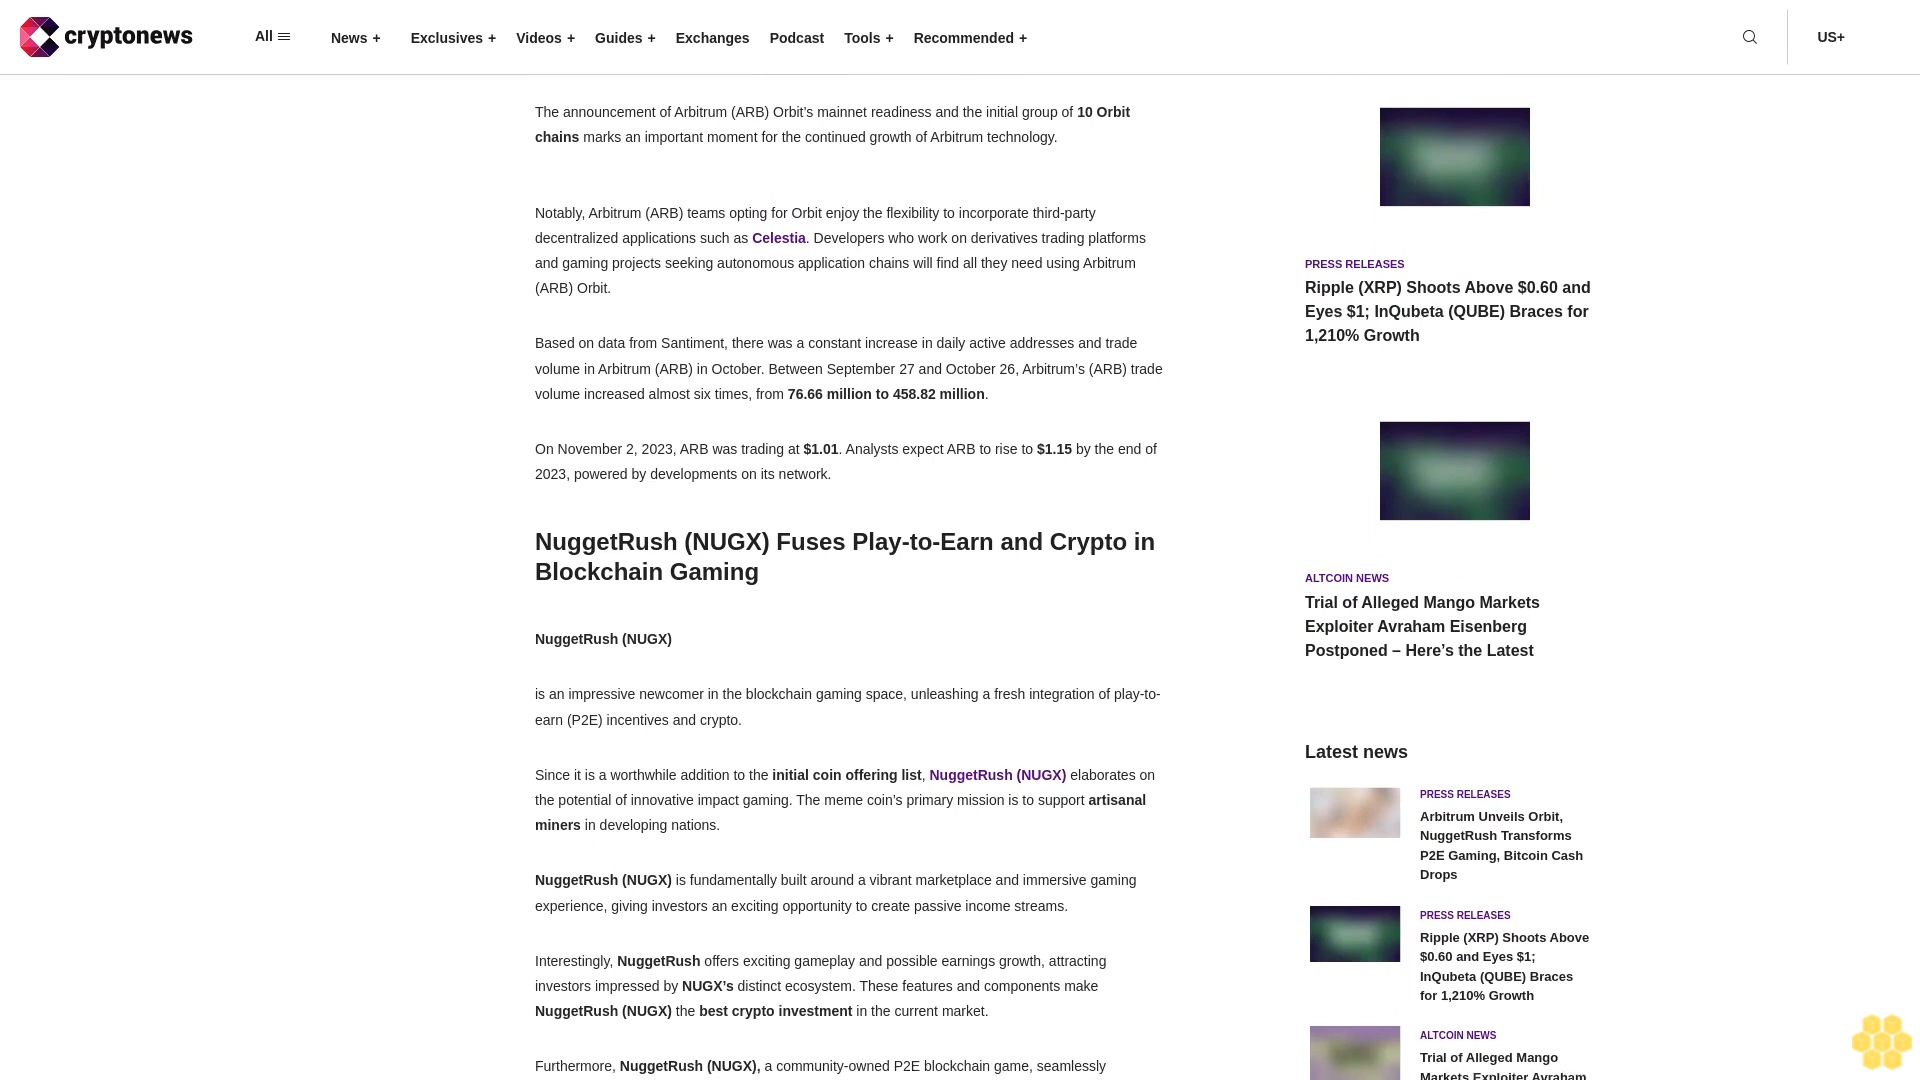 cryptonews
All
News +
Exclusives +
Videos +
Guides +
Exchanges
Podcast
Tools +
Recommended +
US+
The announcement of Arbitrum (ARB) Orbit’s mainnet readiness and the initial group of 10 Orbit
chains marks an important moment for the continued growth of Arbitrum technology.
Notably, Arbitrum (ARB) teams opting for Orbit enjoy the flexibility to incorporate third-party
decentralized applications such as Celestia. Developers who work on derivatives trading platforms
and gaming projects seeking autonomous application chains will find all they need using Arbitrum
(ARB) Orbit.
Based on data from Santiment, there was a constant increase in daily active addresses and trade
volume in Arbitrum (ARB) in October. Between September 27 and October 26, Arbitrum’s (ARB) trade
volume increased almost six times, from 76.66 million to 458.82 million.
On November 2, 2023, ARB was trading at $1.01. Analysts expect ARB to rise to $1.15 by the end of
2023, powered by developments on its network.
NuggetRush (NUGX) Fuses Play-to-Earn and Crypto in
Blockchain Gaming
NuggetRush (NUGX)
is an impressive newcomer in the blockchain gaming space, unleashing a fresh integration of play-to-
earn (P2E) incentives and crypto.
Since it is a worthwhile addition to the initial coin offering list, NuggetRush (NUGX) elaborates on
the potential of innovative impact gaming. The meme coin’s primary mission is to support artisanal
miners in developing nations.
NuggetRush (NUGX) is fundamentally built around a vibrant marketplace and immersive gaming
experience, giving investors an exciting opportunity to create passive income streams.
Interestingly, NuggetRush offers exciting gameplay and possible earnings growth, attracting
investors impressed by NUGX’s distinct ecosystem. These features and components make
NuggetRush (NUGX) the best crypto investment in the current market.
Furthermore, NuggetRush (NUGX), a community-owned P2E blockchain game, seamlessly
PRESS RELEASES
Ripple (XRP) Shoots Above $0.60 and
Eyes $1; InQubeta (QUBE) Braces for
1,210% Growth
ALTCOIN NEWS
Trial of Alleged Mango Markets
Exploiter Avraham Eisenberg
Postponed – Here’s the Latest
Latest news
PRESS RELEASES
Arbitrum Unveils Orbit,
NuggetRush Transforms
P2E Gaming, Bitcoin Cash
Drops
PRESS RELEASES
Ripple (XRP) Shoots Above
$0.60 and Eyes $1;
InQubeta (QUBE) Braces
for 1,210% Growth
ALTCOIN NEWS
Trial of Alleged Mango
Markets Exploiter Avraham